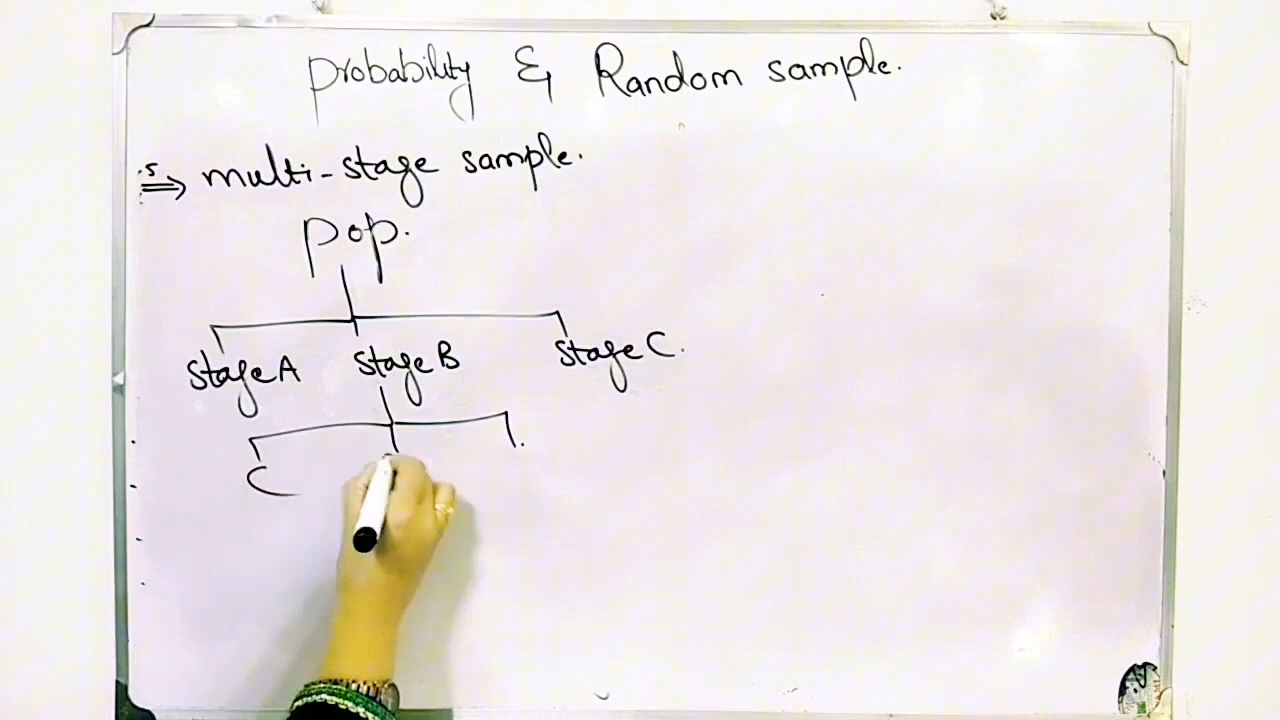 Probability & Random sample.
.5 ⇒ multi-stage sample.
pop.
stage A stage B stage C.
C